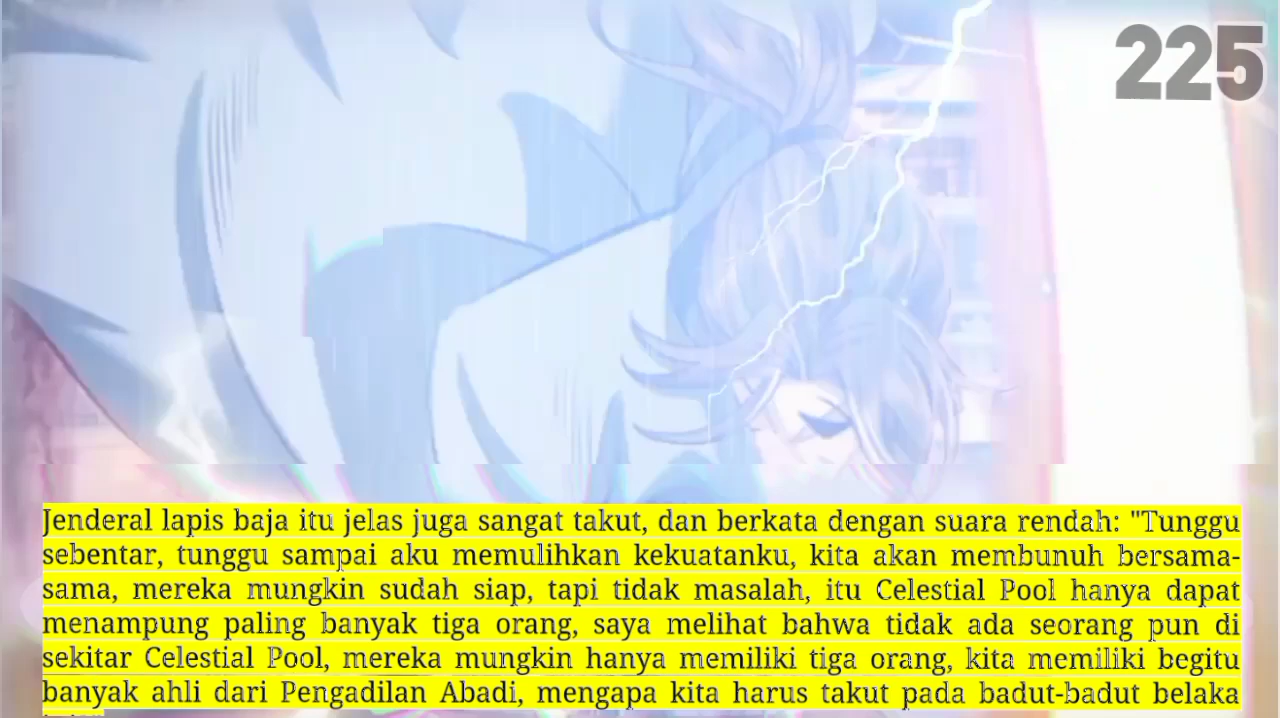 225
Jenderal lapis baja itu jelas juga sangat takut, dan berkata dengan suara rendah: "Tunggu
sebentar, tunggu sampai aku memulihkan kekuatanku, kita akan membunuh bersama-
sama, mereka mungkin sudah siap, tapi tidak masalah, itu Celestial Pool hanya dapat
menampung paling banyak tiga orang, saya melihat bahwa tidak ada seorang pun di
sekitar Celestial Pool, mereka mungkin hanya memiliki tiga orang, kita memiliki begitu
banyak ahli dari Pengadilan Abadi, mengapa kita harus takut pada badut-badut belaka